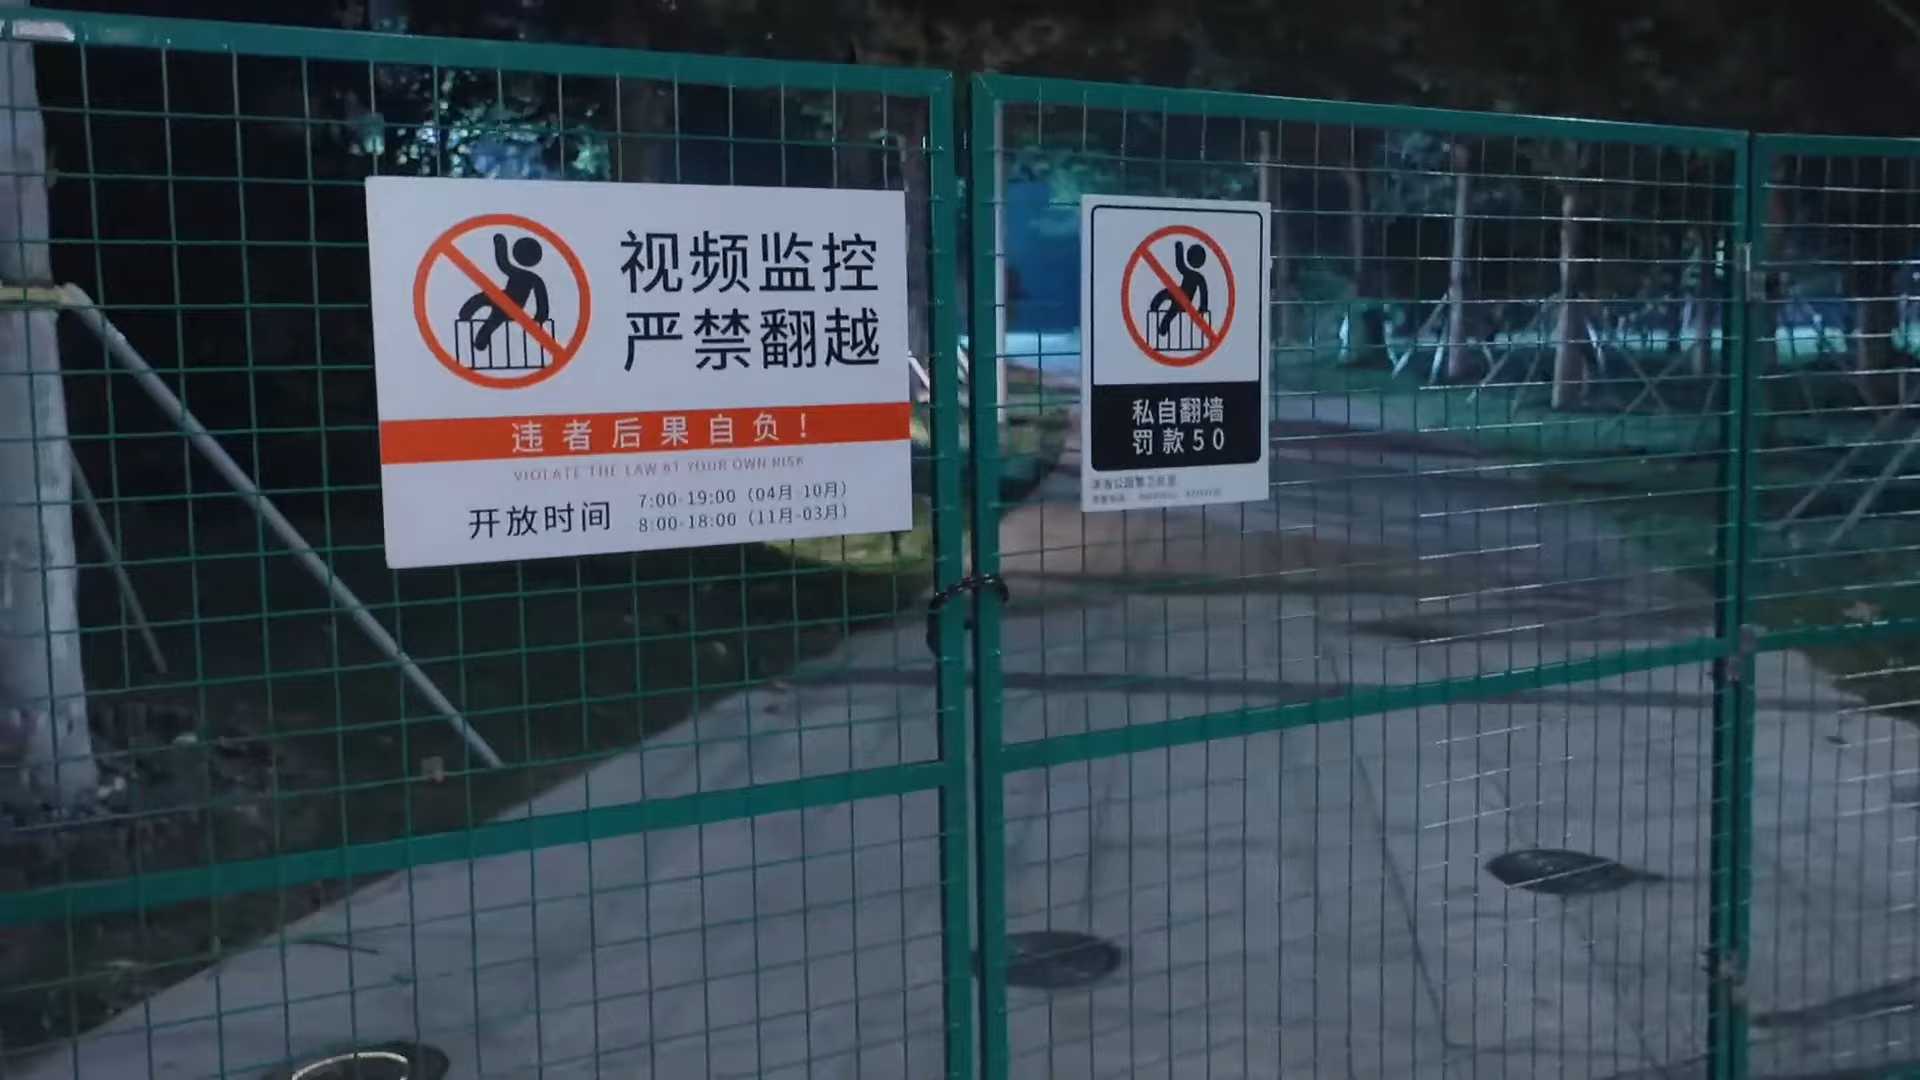 视频监控
严禁翻越
违者后果自负！
VIOLATE THE LAW AT YOUR OWN RISK
开放时间
7:00-19:00（04月-10月）
8:00-18:00（11月-03月）
私自翻墙
罚款50